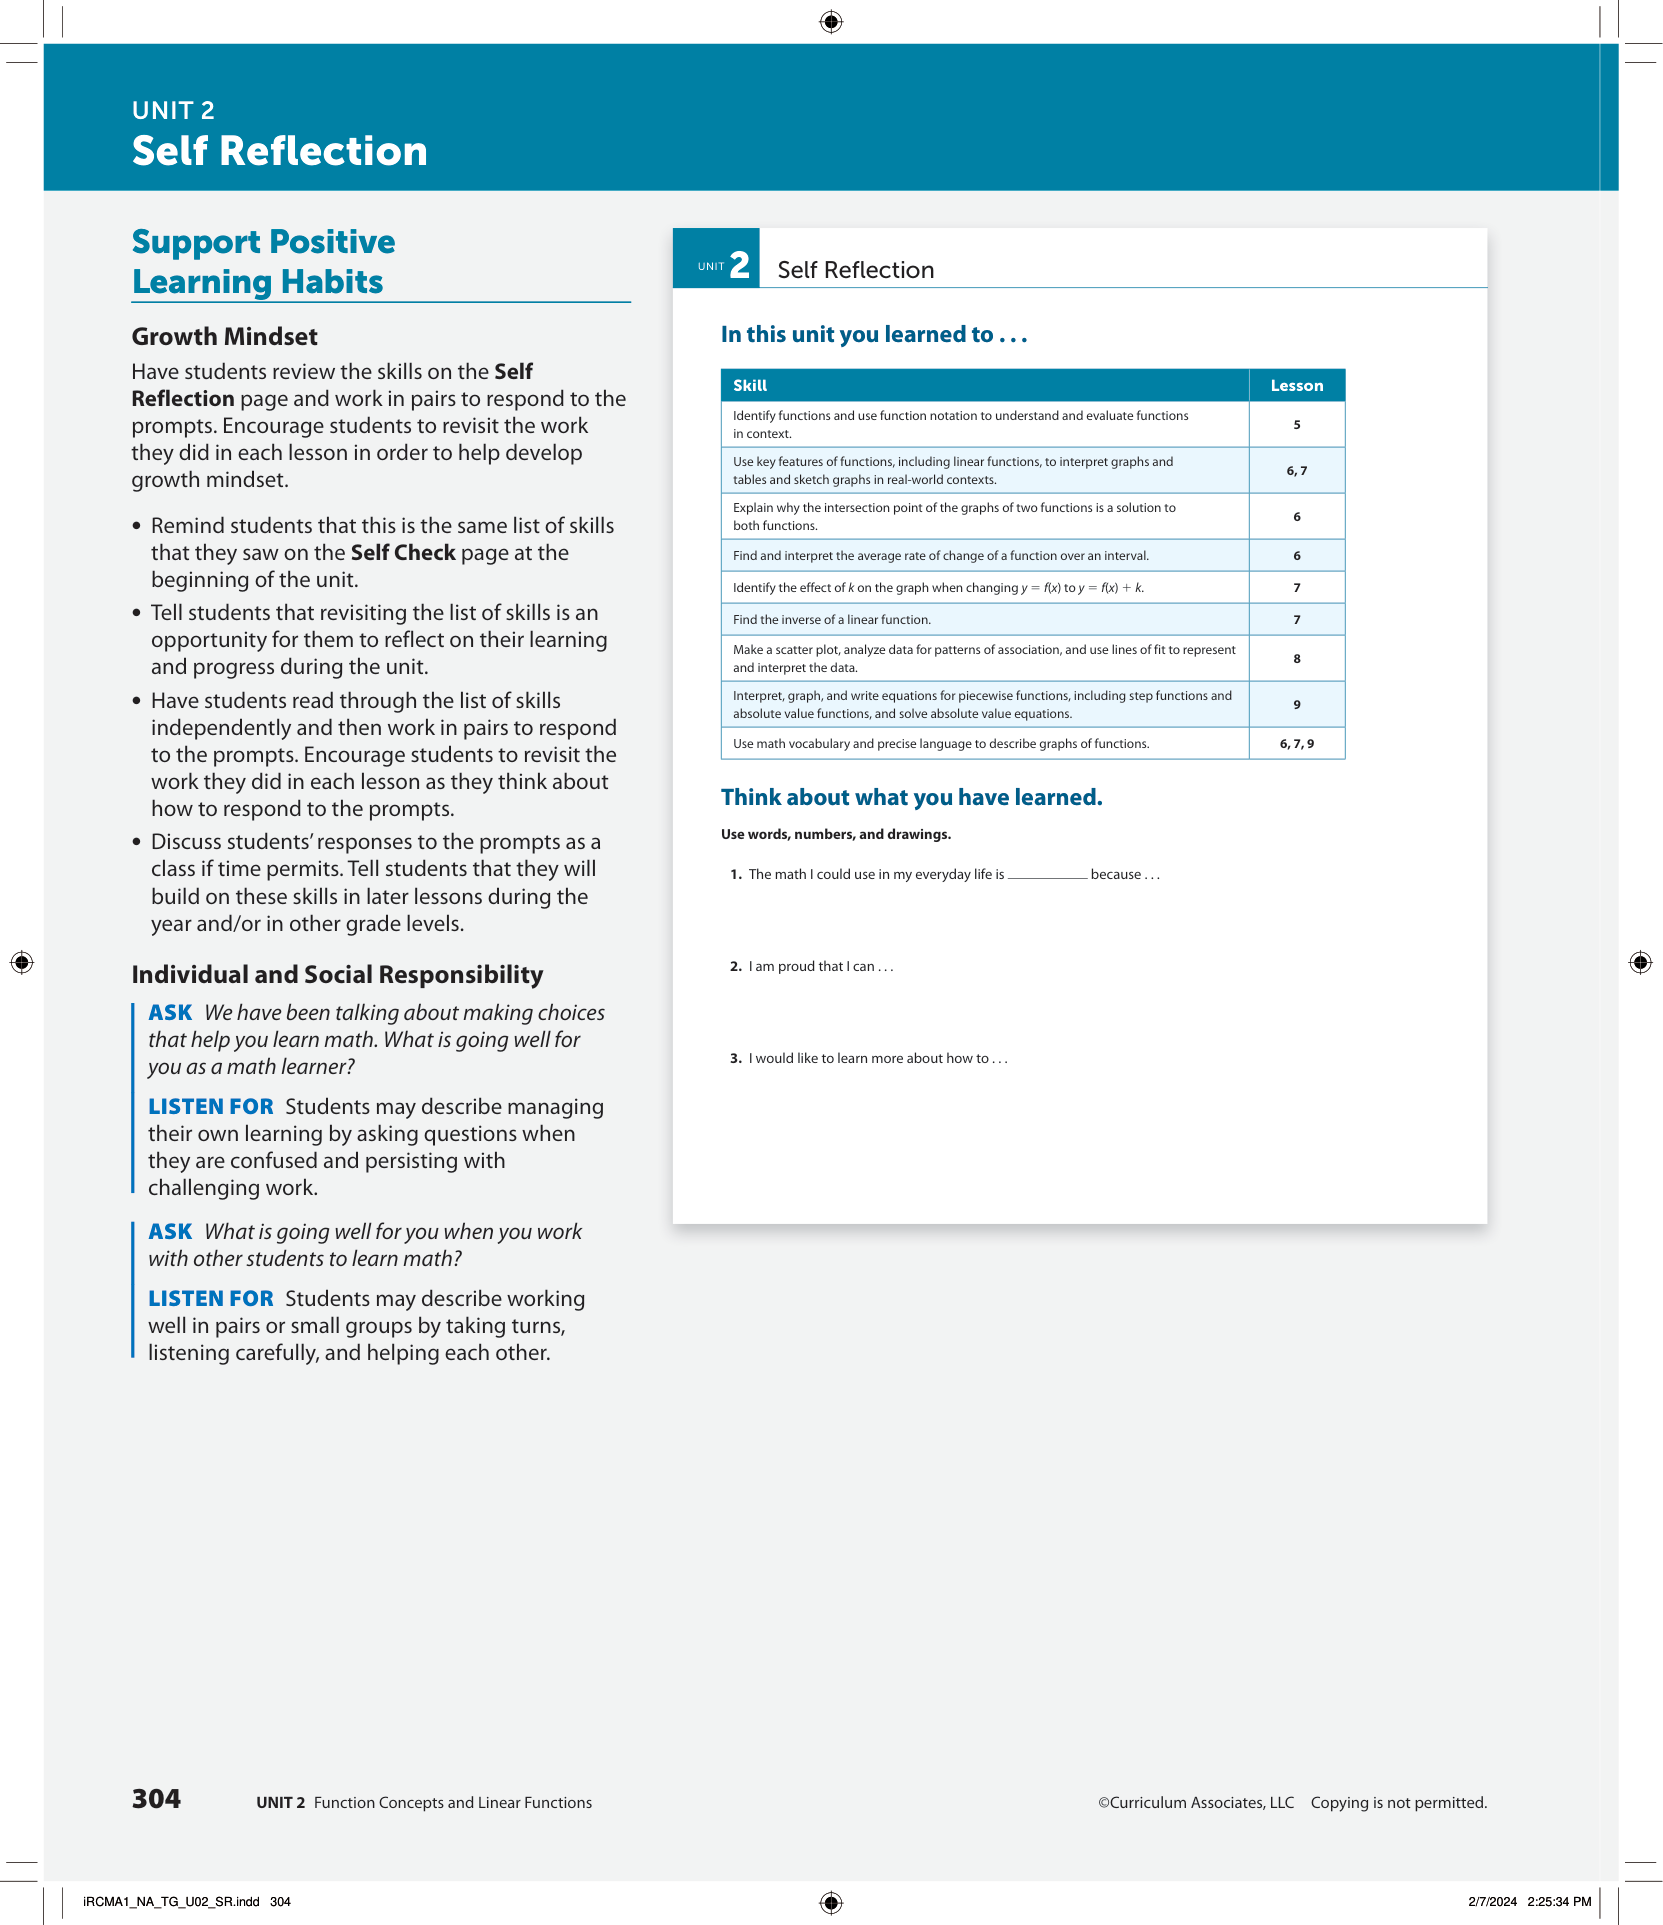 UNIT 2
Self Reflection
Support Positive
Learning Habits
Growth Mindset
Have students review the skills on the Self
Reflection page and work in pairs to respond to the
prompts. Encourage students to revisit the work
they did in each lesson in order to help develop
growth mindset.
• Remind students that this is the same list of skills
that they saw on the Self Check page at the
beginning of the unit.
• Tell students that revisiting the list of skills is an
opportunity for them to reflect on their learning
and progress during the unit.
• Have students read through the list of skills
independently and then work in pairs to respond
to the prompts. Encourage students to revisit the
work they did in each lesson as they think about
how to respond to the prompts.
• Discuss students’ responses to the prompts as a
class if time permits. Tell students that they will
build on these skills in later lessons during the
year and/or in other grade levels.
Individual and Social Responsibility
ASK We have been talking about making choices
that help you learn math. What is going well for
you as a math learner?
LISTEN FOR Students may describe managing
their own learning by asking questions when
they are confused and persisting with
challenging work.
ASK What is going well for you when you work
with other students to learn math?
LISTEN FOR Students may describe working
well in pairs or small groups by taking turns,
listening carefully, and helping each other.
UNIT 2 Self Reflection
In this unit you learned to . . .
Skill Lesson
Identify functions and use function notation to understand and evaluate functions
in context.
5
Use key features of functions, including linear functions, to interpret graphs and
tables and sketch graphs in real-world contexts.
6, 7
Explain why the intersection point of the graphs of two functions is a solution to
both functions.
6
Find and interpret the average rate of change of a function over an interval. 6
Identify the effect of k on the graph when changing y = f(x) to y = f(x) + k. 7
Find the inverse of a linear function. 7
Make a scatter plot, analyze data for patterns of association, and use lines of fit to represent
and interpret the data.
8
Interpret, graph, and write equations for piecewise functions, including step functions and
absolute value functions, and solve absolute value equations.
9
Use math vocabulary and precise language to describe graphs of functions. 6, 7, 9
Think about what you have learned.
Use words, numbers, and drawings.
1. The math I could use in my everyday life is __________ because . . .
2. I am proud that I can . . .
3. I would like to learn more about how to . . .
304 UNIT 2 Function Concepts and Linear Functions ©Curriculum Associates, LLC Copying is not permitted.
iRCMA1_NA_TG_U02_SR.indd 304 2/7/2024 2:25:34 PM